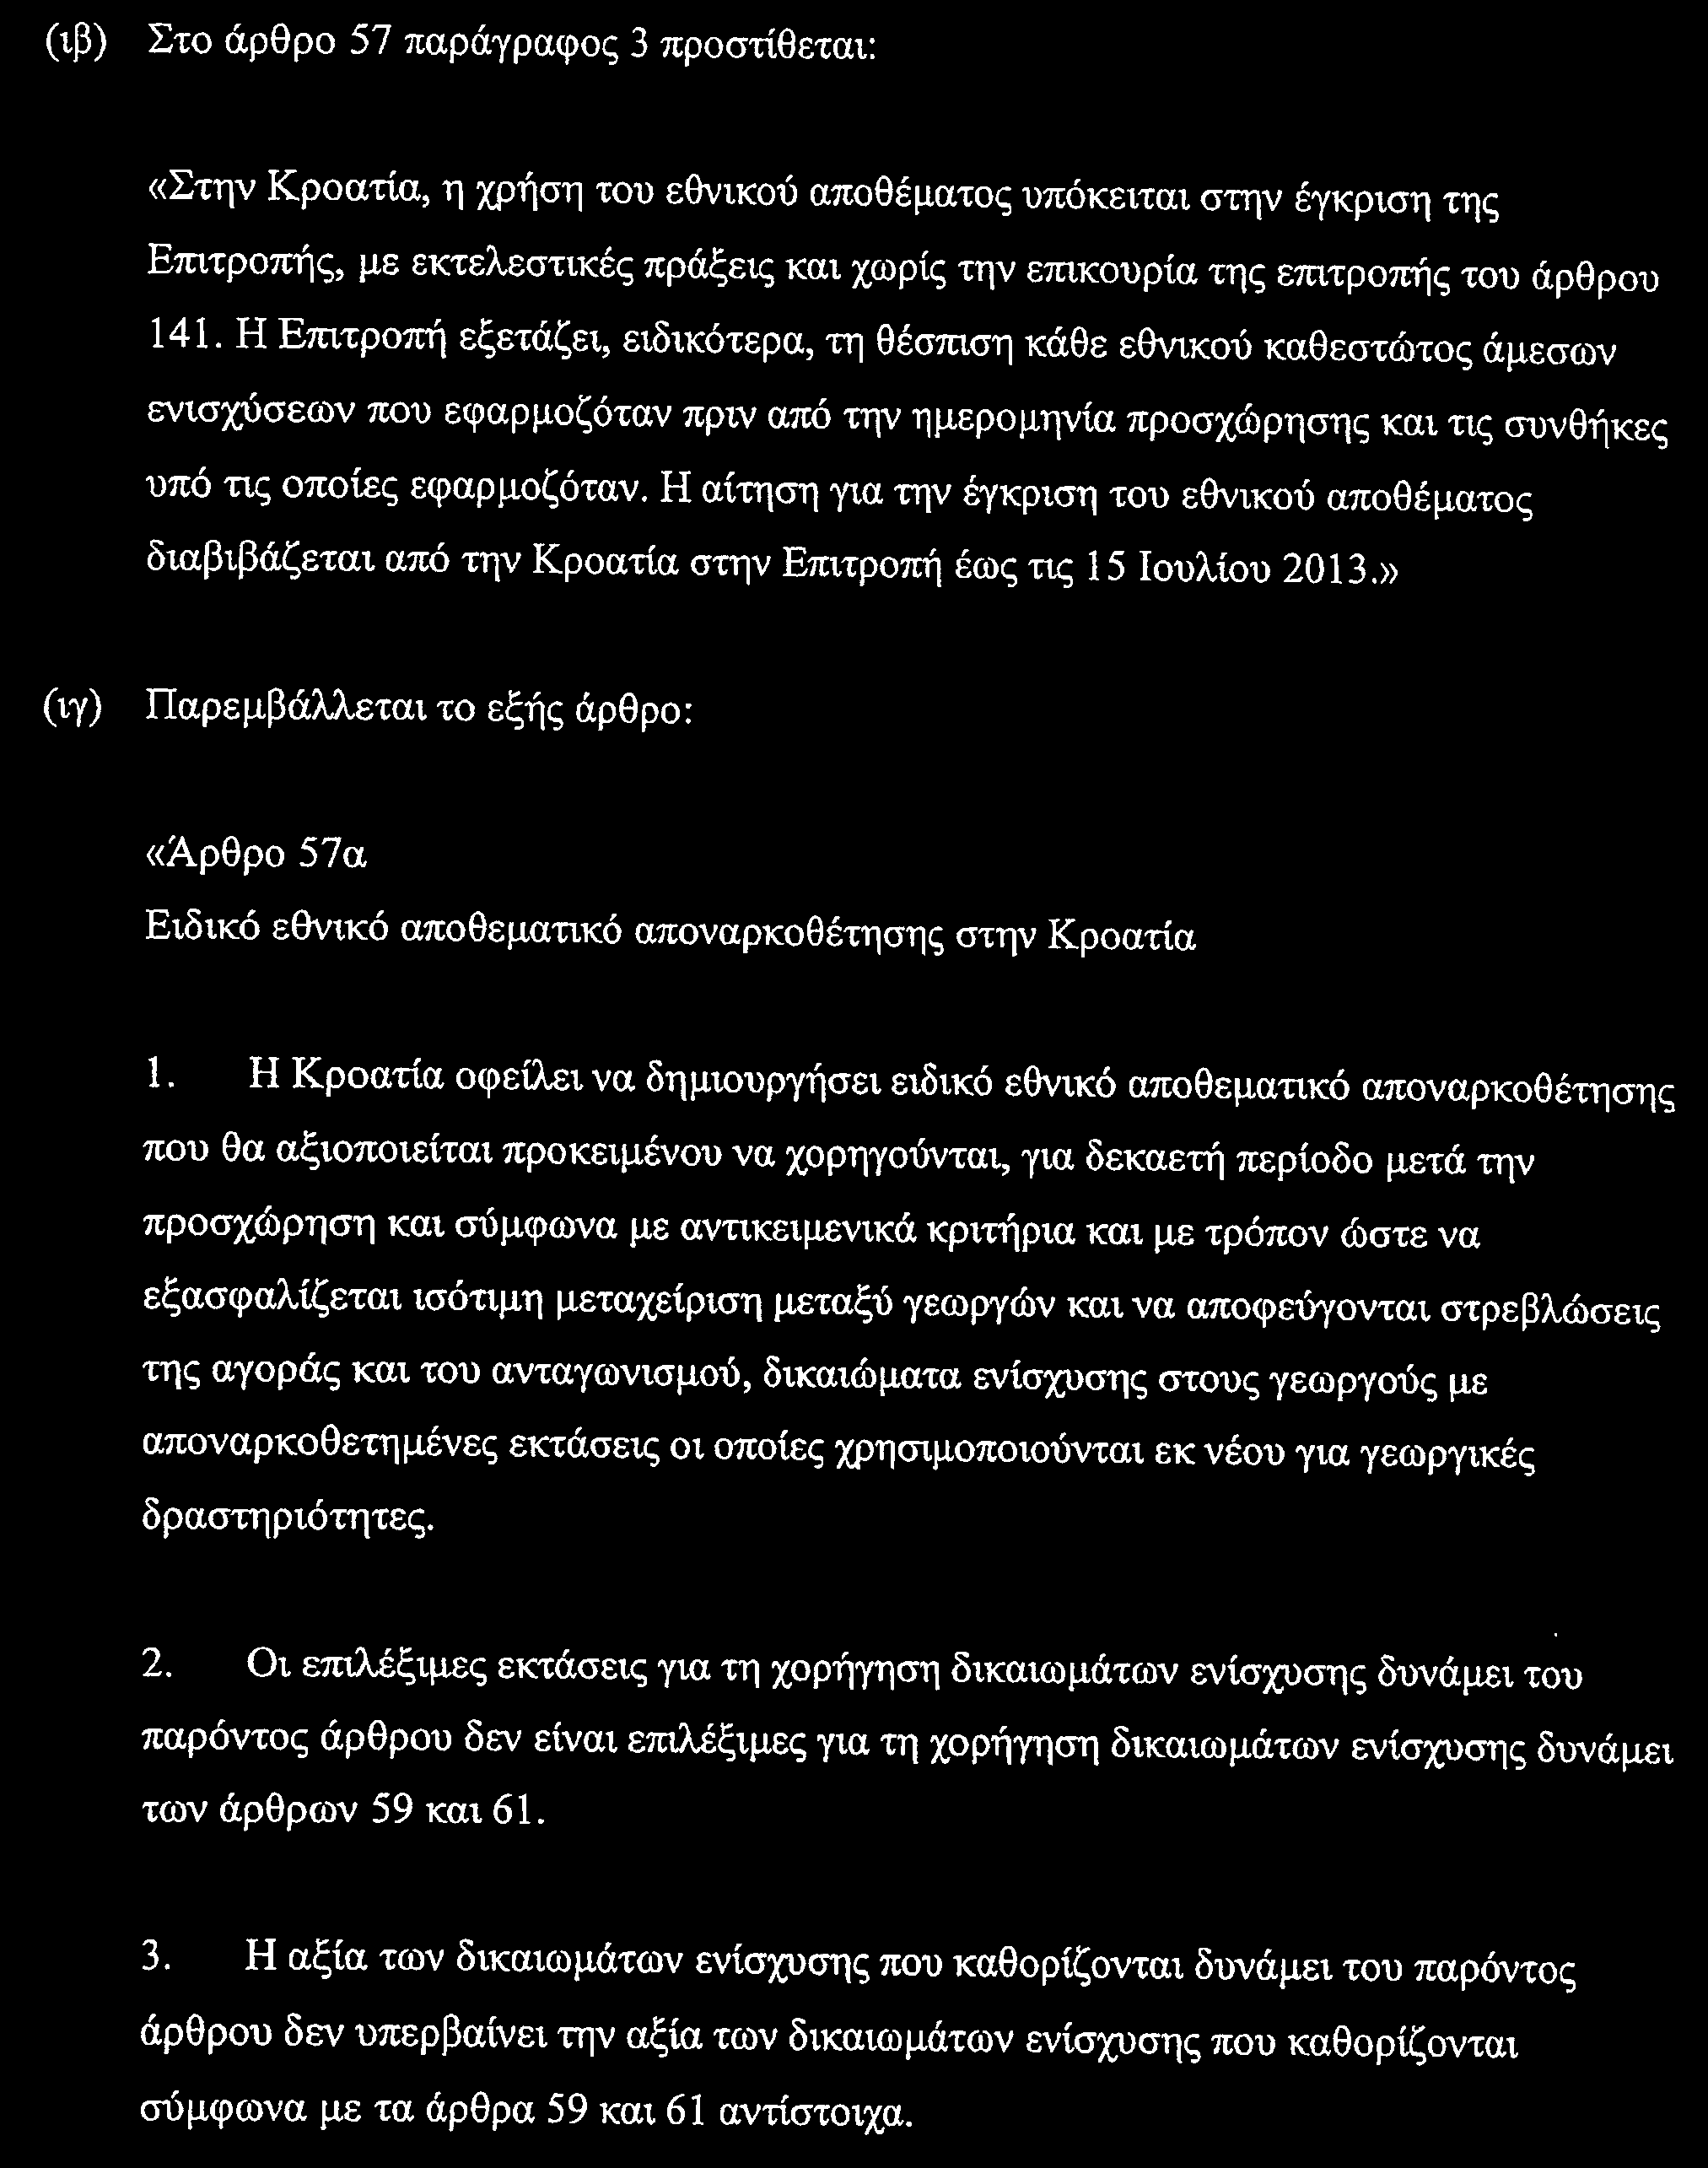 (ιβ) Στο άρθρο 57 παράγραφος 3 προστίθεται:
«Στην Κροατία, η χρήση του εθνικού αποθέματος υπόκειται στην έγκριση της
Επιτροπής, με εκτελεστικές πράξεις και χωρίς την επικουρία της επιτροπής του άρθρου
141. Η Επιτροπή εξετάζει, ειδικότερα, τη θέσπιση κάθε εθνικού καθεστώτος άμεσων
ενισχύσεων που εφαρμοζόταν πριν από την ημερομηνία προσχώρησης και τις συνθήκες
υπό τις οποίες εφαρμοζόταν. Η αίτηση για την έγκριση του εθνικού αποθέματος
διαβιβάζεται από την Κροατία στην Επιτροπή έως τις 15 Ιουλίου 2013.»
(ιγ) Παρεμβάλλεται το εξής άρθρο:
«Άρθρο 57α
Ειδικό εθνικό αποθεματικό αποναρκοθέτησης στην Κροατία
1. Η Κροατία οφείλει να δημιουργήσει ειδικό εθνικό αποθεματικό αποναρκοθέτησης
που θα αξιοποιείται προκειμένου να χορηγούνται, για δεκαετή περίοδο μετά την
προσχώρηση και σύμφωνα με αντικειμενικά κριτήρια και με τρόπον ώστε να
εξασφαλίζεται ισότιμη μεταχείριση μεταξύ γεωργών και να αποφεύγονται στρεβλώσεις
της αγοράς και του ανταγωνισμού, δικαιώματα ενίσχυσης στους γεωργούς με
αποναρκοθετημένες εκτάσεις οι οποίες χρησιμοποιούνται εκ νέου για γεωργικές
δραστηριότητες.
2. Οι επιλέξιμες εκτάσεις για τη χορήγηση δικαιωμάτων ενίσχυσης δυνάμει του
παρόντος άρθρου δεν είναι επιλέξιμες για τη χορήγηση δικαιωμάτων ενίσχυσης δυνάμει
των άρθρων 59 και 61.
3. Η αξία των δικαιωμάτων ενίσχυσης που καθορίζονται δυνάμει του παρόντος
άρθρου δεν υπερβαίνει την αξία των δικαιωμάτων ενίσχυσης που καθορίζονται
σύμφωνα με τα άρθρα 59 και 61 αντίστοιχα.